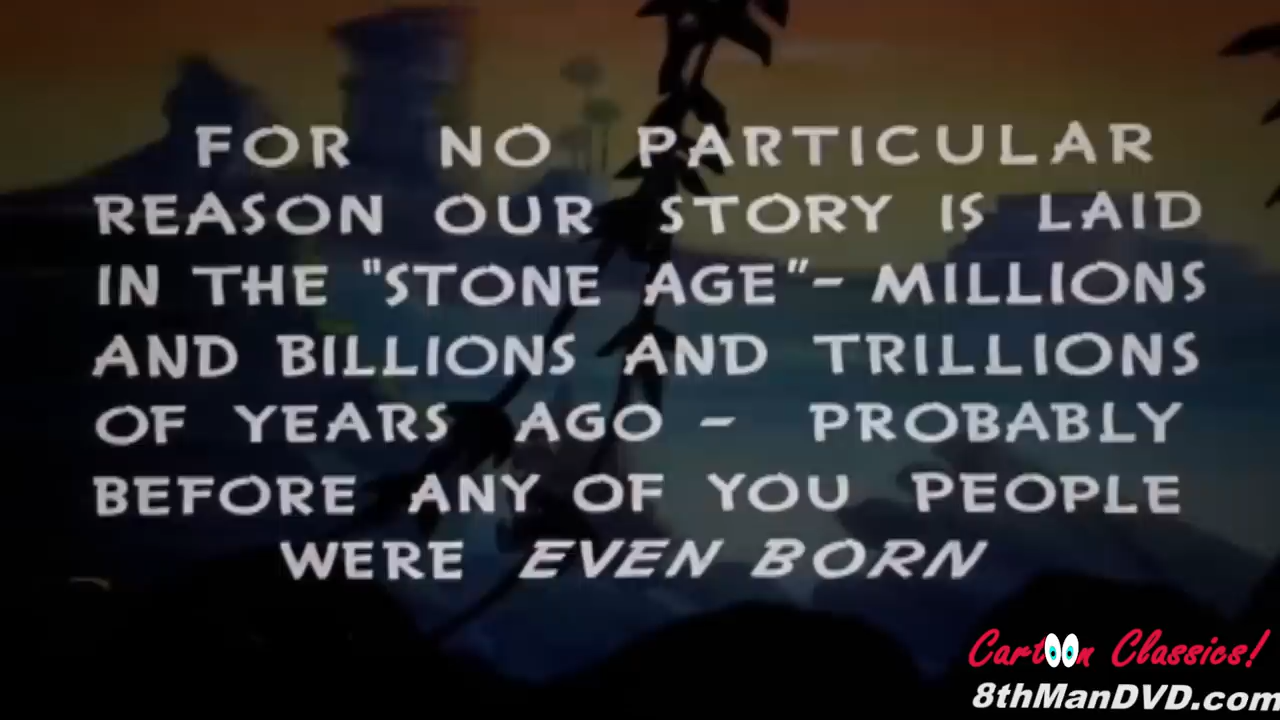 FOR NO PARTICULAR
REASON OUR STORY IS LAID
IN THE "STONE AGE"- MILLIONS
AND BILLIONS AND TRILLIONS
OF YEARS AGO - PROBABLY
BEFORE ANY OF YOU PEOPLE
WERE EVEN BORN
Cartoon Classics!
8thManDVD.com